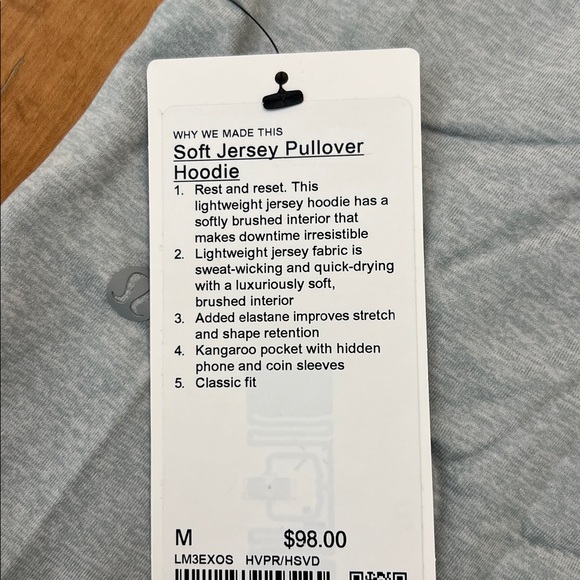 WHY WE MADE THIS
Soft Jersey Pullover
Hoodie
1. Rest and reset. This
lightweight jersey hoodie has a
softly brushed interior that
makes downtime irresistible
2. Lightweight jersey fabric is
sweat-wicking and quick-drying
with a luxuriously soft,
brushed interior
3. Added elastane improves stretch
and shape retention
4. Kangaroo pocket with hidden
phone and coin sleeves
5. Classic fit
M $98.00
LM3EXOS HVPR/HSVD